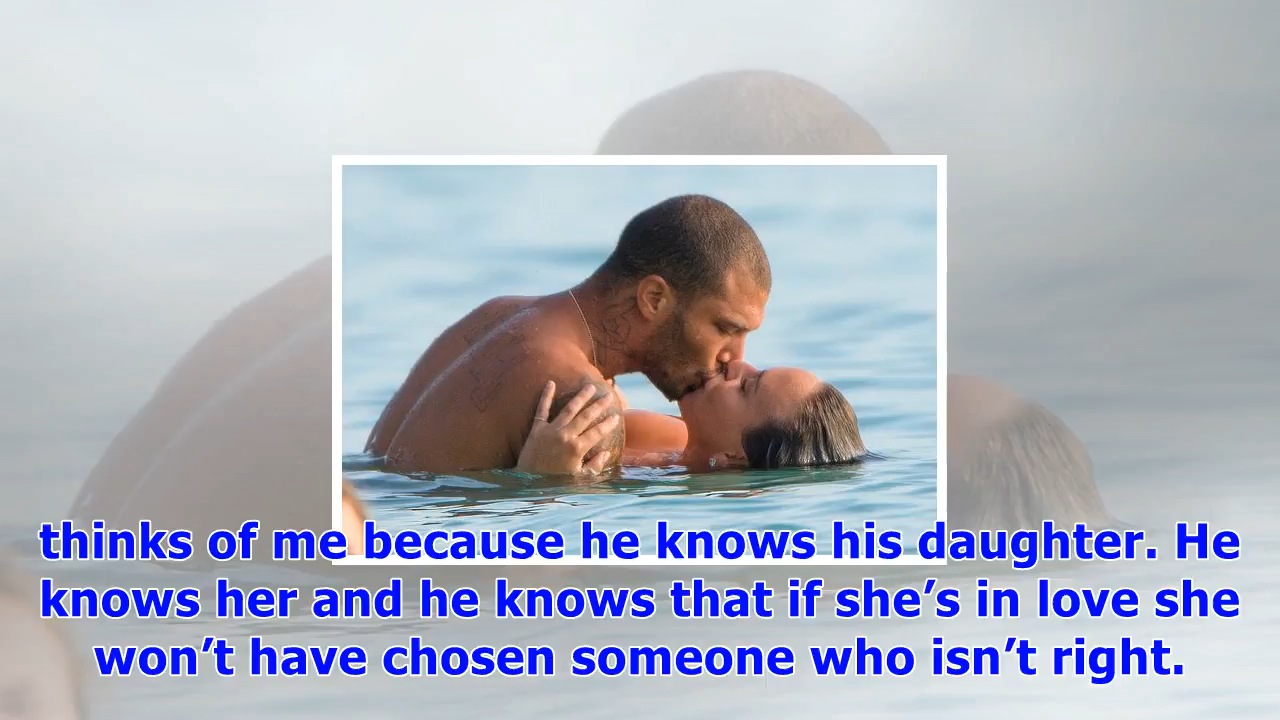 thinks of me because he knows his daughter. He
knows her and he knows that if she’s in love she
won’t have chosen someone who isn’t right.